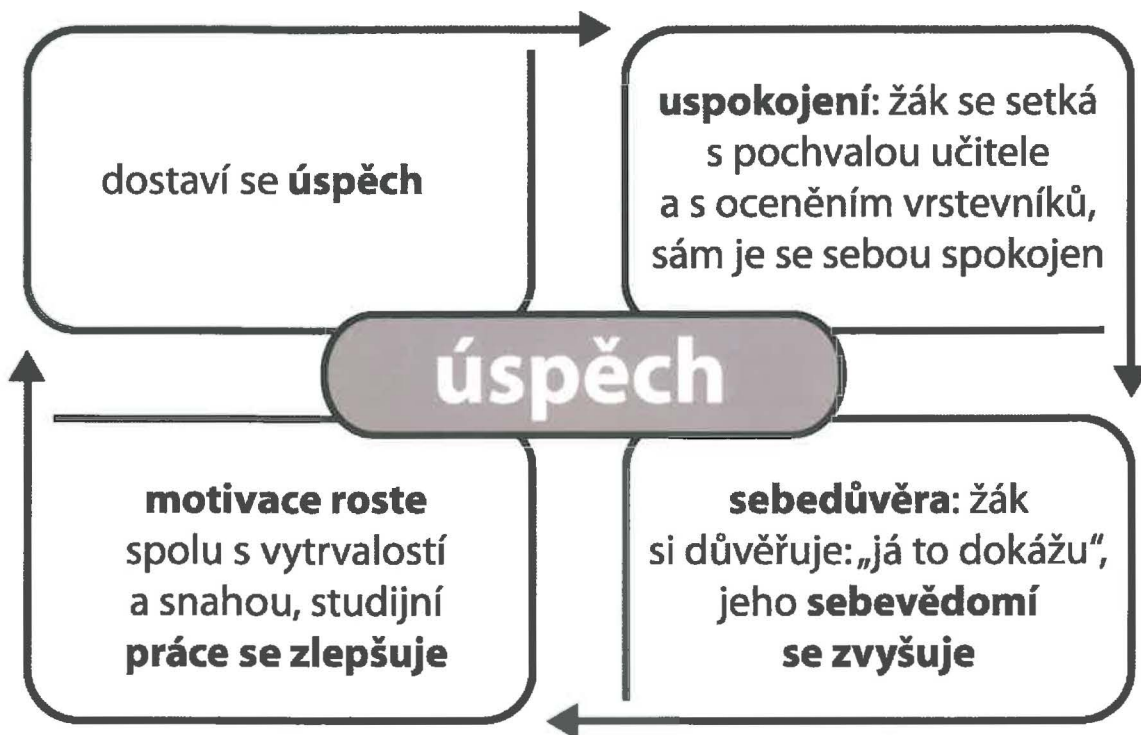 dostaví se úspěch
uspokojení: žák se setká
s pochvalou učitele
a s oceněním vrstevníků,
sám je se sebou spokojen
úspěch
motivace roste
spolu s vytrvalostí
a snahou, studijní
práce se zlepšuje
sebedůvěra: žák
si důvěřuje: „já to dokážu“,
jeho sebevědomí
se zvyšuje